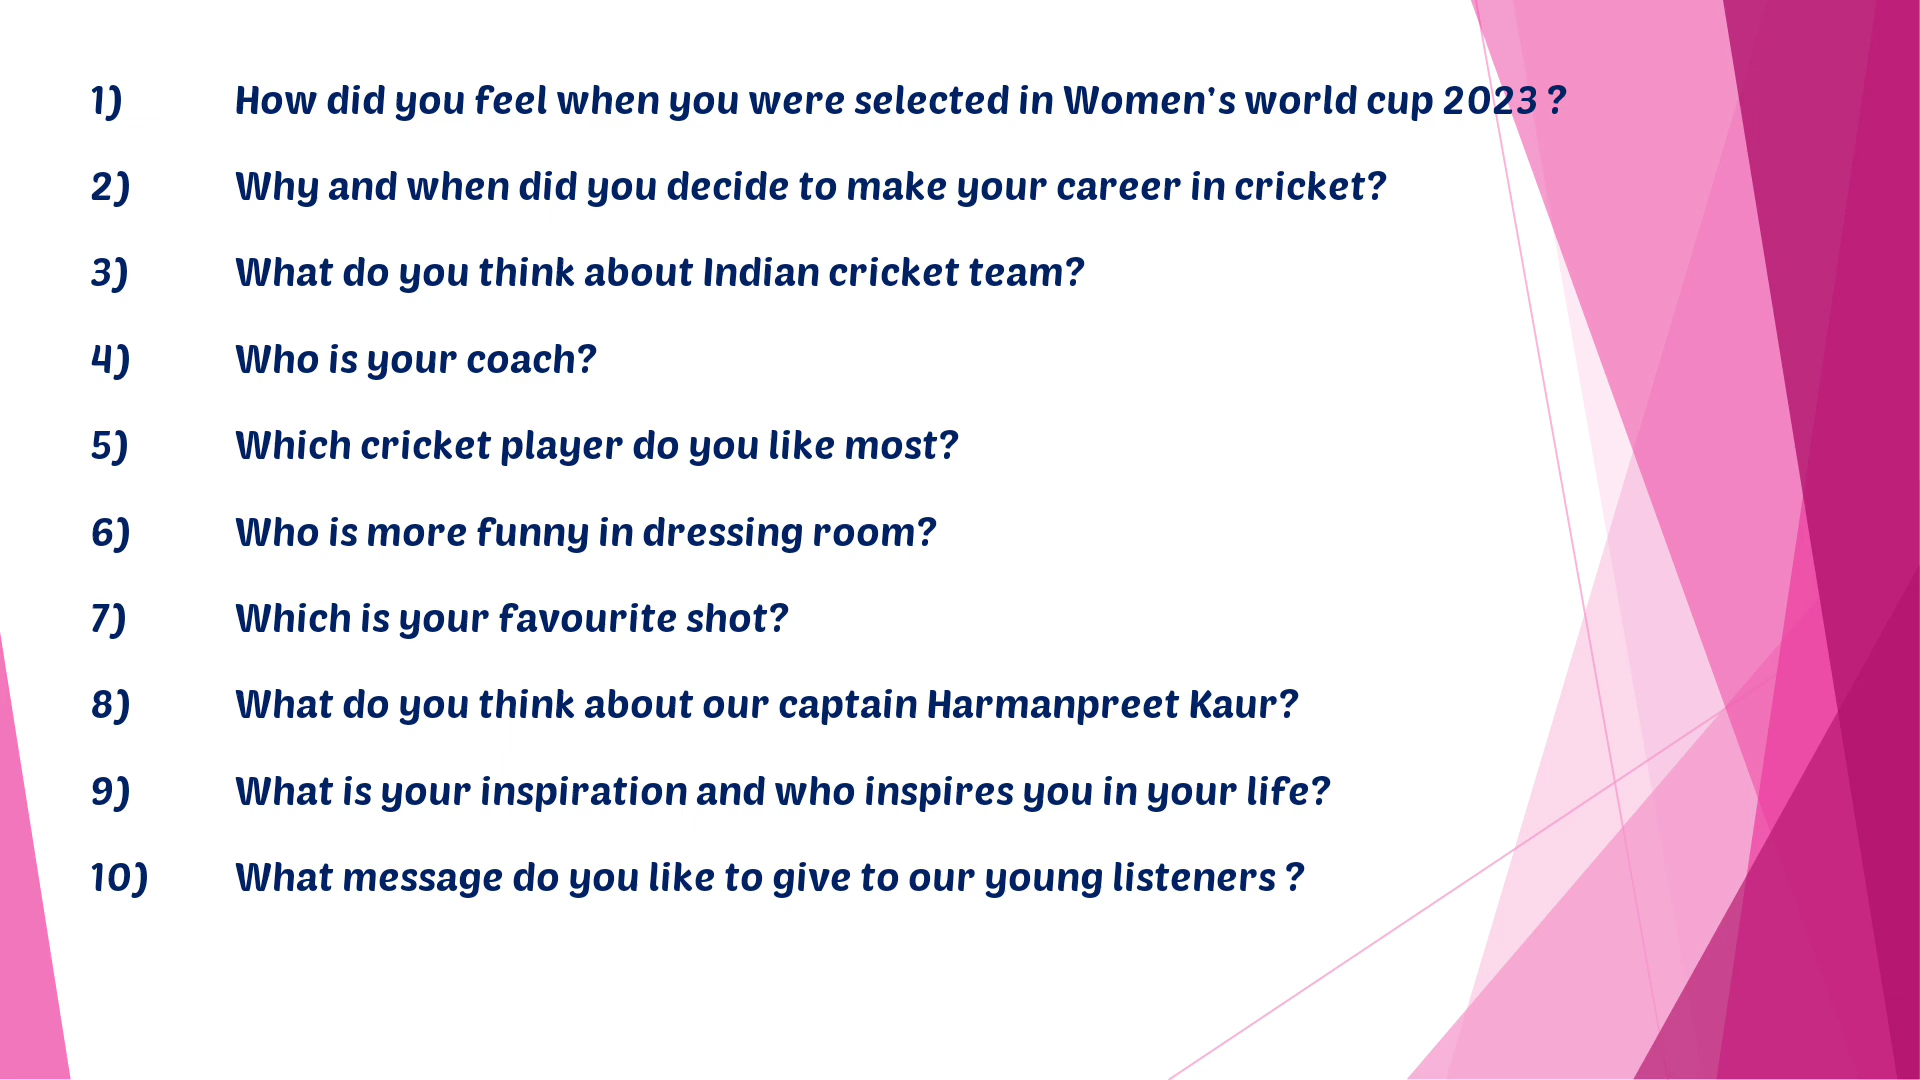 1) How did you feel when you were selected in Women's world cup 2023 ?
2) Why and when did you decide to make your career in cricket?
3) What do you think about Indian cricket team?
4) Who is your coach?
5) Which cricket player do you like most?
6) Who is more funny in dressing room?
7) Which is your favourite shot?
8) What do you think about our captain Harmanpreet Kaur?
9) What is your inspiration and who inspires you in your life?
10) What message do you like to give to our young listeners ?